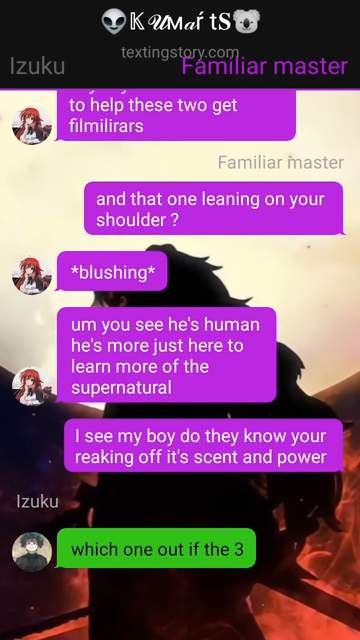 👽𝕂𝓤𝓜𝓪ŕ𝕥𝐒🐨
textingstory.com
Izuku Familiar master
to help these two get
filmilirars
Familiar master
and that one leaning on your
shoulder ?
*blushing*
um you see he's human
he's more just here to
learn more of the
supernatural
I see my boy do they know your
reaking off it's scent and power
Izuku
which one out if the 3